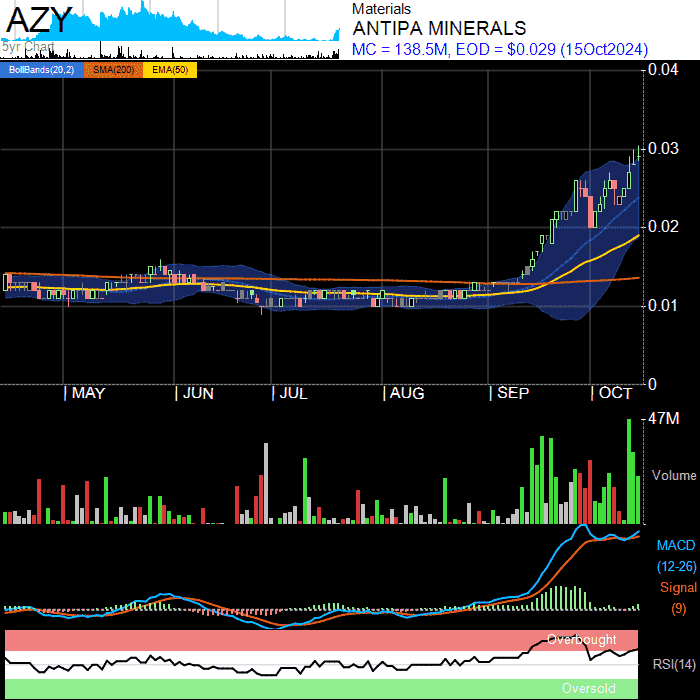 AZY
5yr Chart
Materials
ANTIPA MINERALS
MC = 138.5M, EOD = $0.029 (15Oct2024)
BollBands(20,2) SMA(200) EMA(50)
0.04
0.03
0.02
0.01
0
MAY JUN JUL AUG SEP OCT
47M
Volume
MACD
(12-26)
Signal
(9)
Overbought
RSI(14)
Oversold